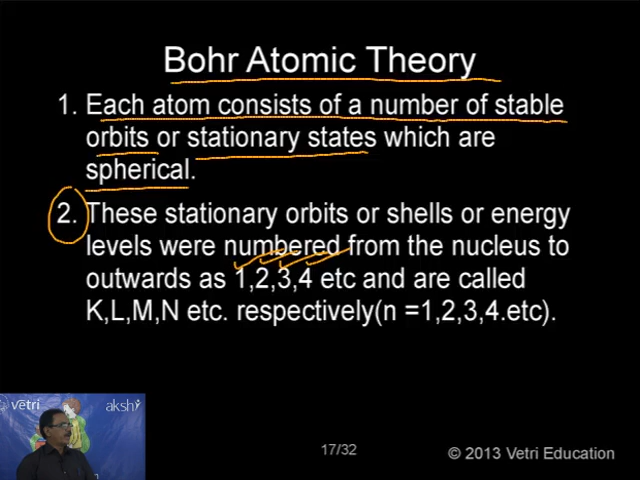 Bohr Atomic Theory
1. Each atom consists of a number of stable
orbits or stationary states which are
spherical.
2. These stationary orbits or shells or energy
levels were numbered from the nucleus to
outwards as 1,2,3,4 etc and are called
K,L,M,N etc. respectively(n =1,2,3,4.etc).
vetri
aksh
17/32
© 2013 Vetri Education